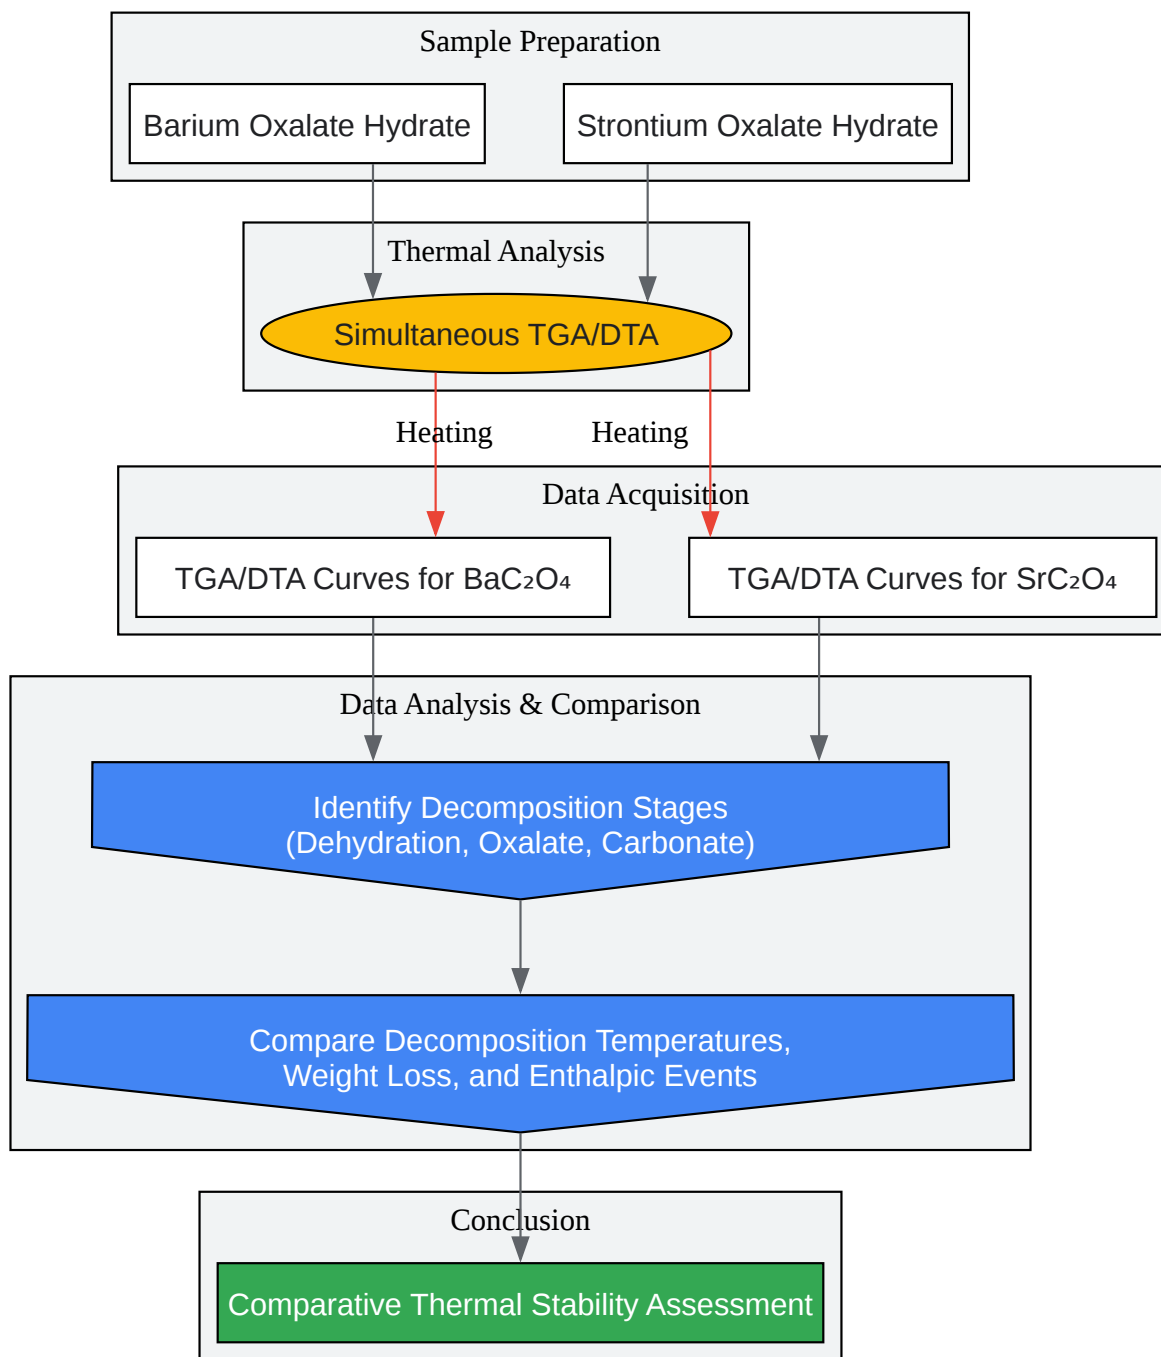 Sample Preparation
Barium Oxalate Hydrate
Strontium Oxalate Hydrate
Thermal Analysis
Simultaneous TGA/DTA
Heating
Heating
Data Acquisition
TGA/DTA Curves for BaC₂O₄
TGA/DTA Curves for SrC₂O₄
Data Analysis & Comparison
Identify Decomposition Stages
(Dehydration, Oxalate, Carbonate)
Compare Decomposition Temperatures,
Weight Loss, and Enthalpic Events
Conclusion
Comparative Thermal Stability Assessment